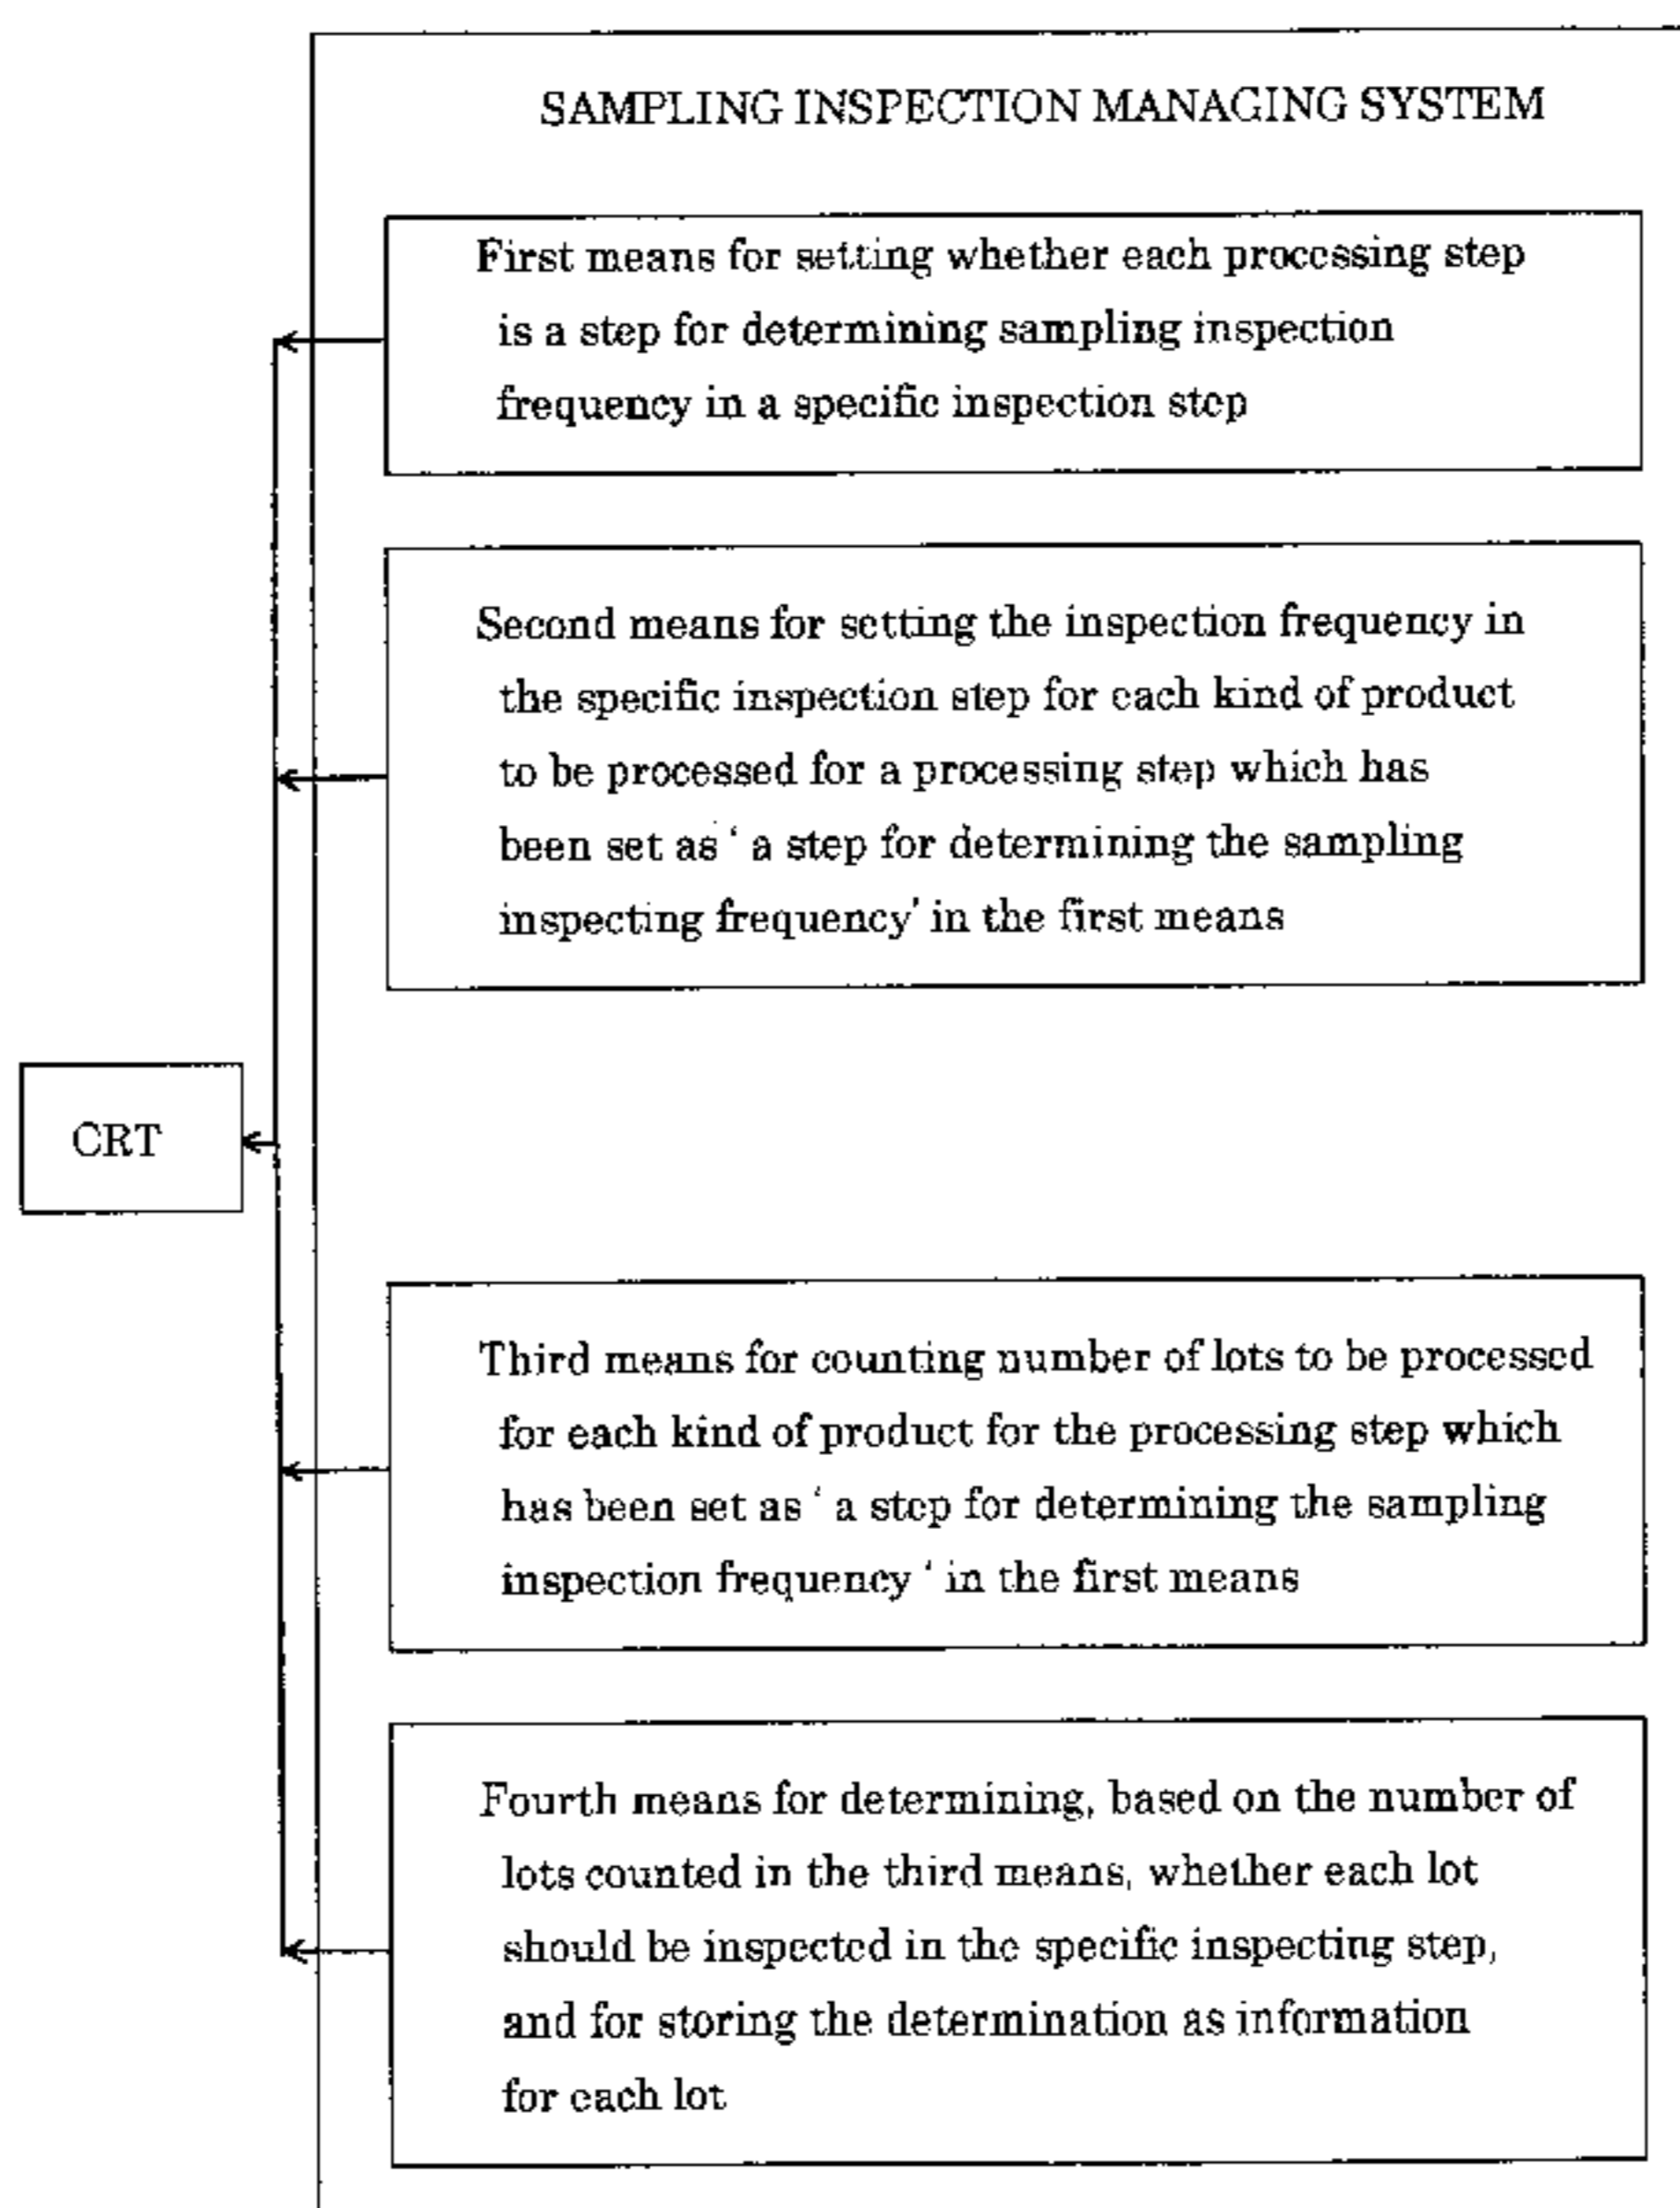 SAMPLING INSPECTION MANAGING SYSTEM
First means for setting whether each processing step
is a step for determining sampling inspection
frequency in a specific inspection step
Second means for setting the inspection frequency in
the specific inspection step for each kind of product
to be processed for a processing step which has
been set as ‘ a step for determining the sampling
inspecting frequency’ in the first means
CRT
Third means for counting number of lots to be processed
for each kind of product for the processing step which
has been set as ‘ a step for determining the sampling
inspection frequency ‘ in the first means
Fourth means for determining, based on the number of
lots counted in the third means, whether each lot
should be inspected in the specific inspecting step,
and for storing the determination as information
for each lot